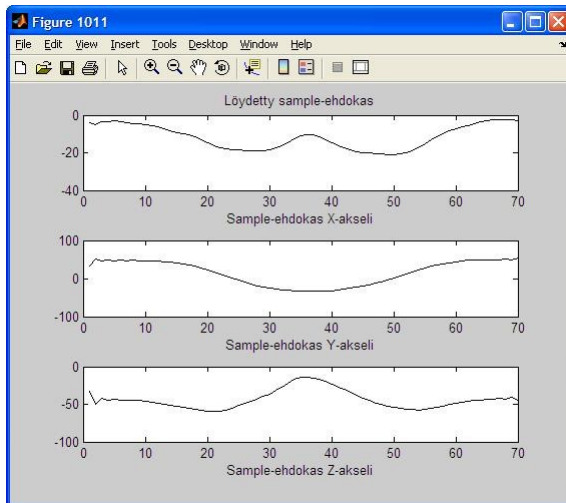 Figure 1011
File Edit View Insert Tools Desktop Window Help
Löydetty sample-ehdokas
0
-20
-40
0 10 20 30 40 50 60 70
Sample-ehdokas X-akseli
100
0
-100
0 10 20 30 40 50 60 70
Sample-ehdokas Y-akseli
0
-50
-100
0 10 20 30 40 50 60 70
Sample-ehdokas Z-akseli